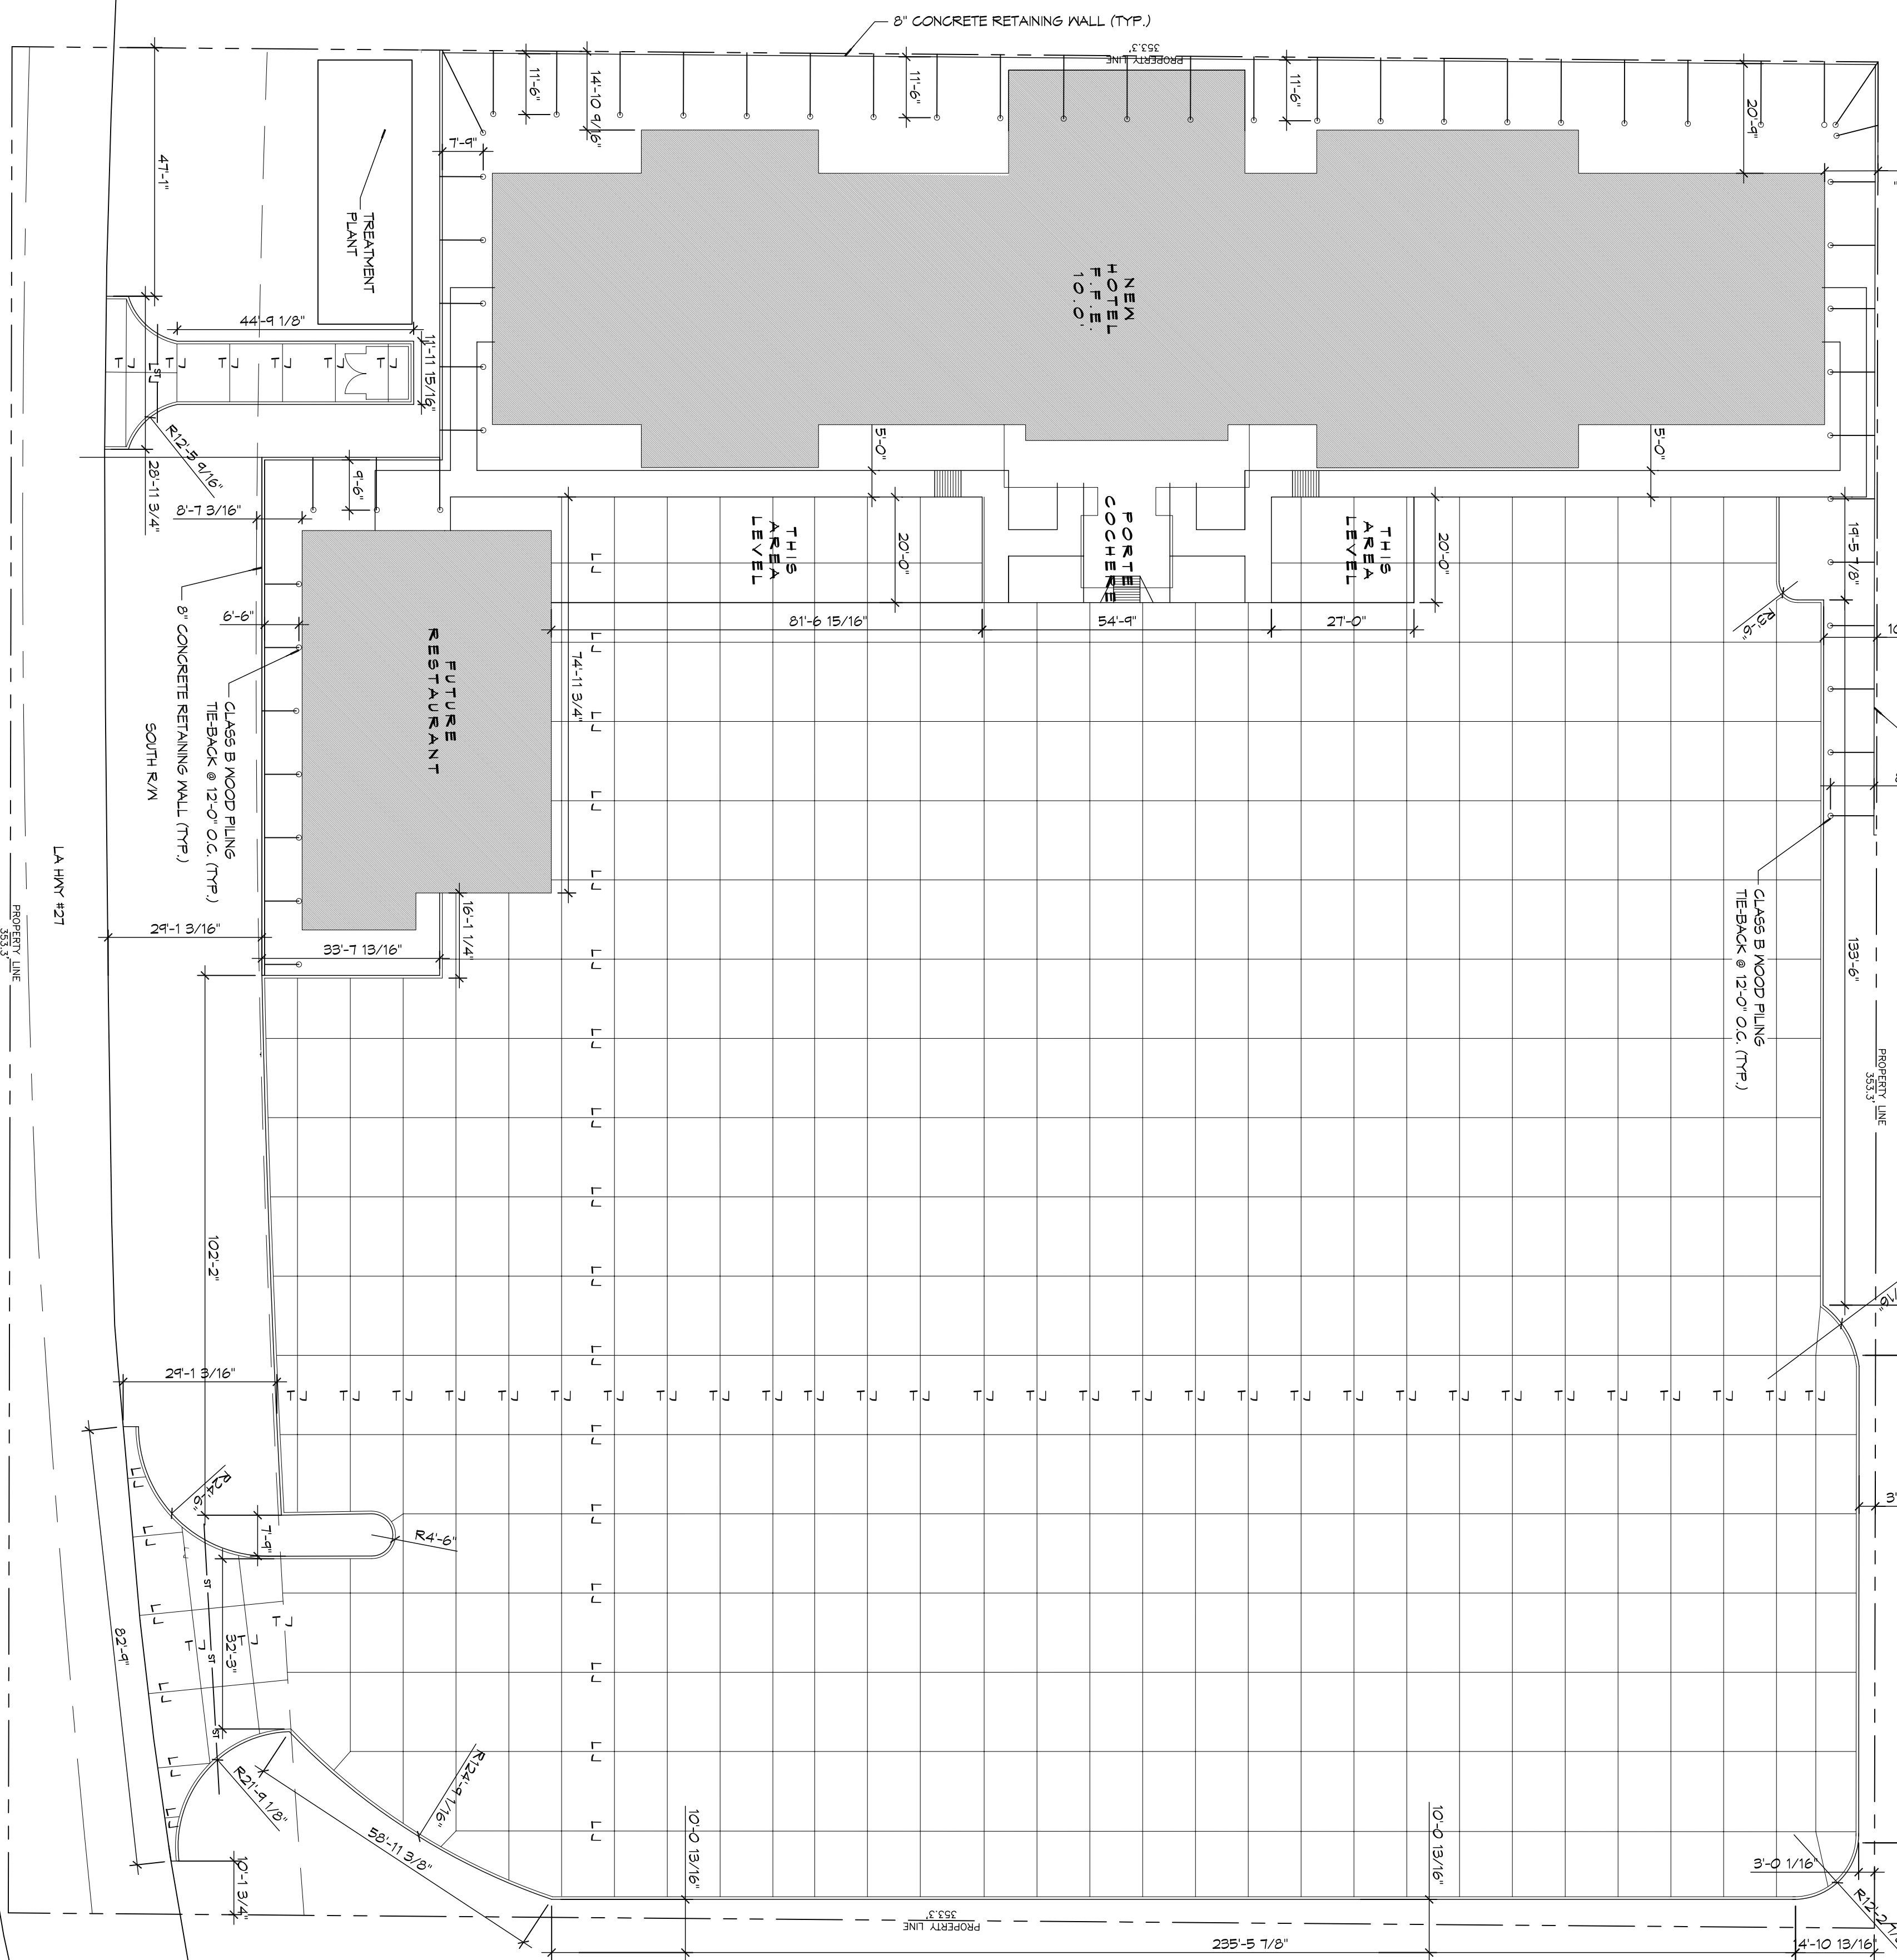 8" CONCRETE RETAINING WALL (TYP.)
353.3'
PROPERTY LINE
11'-6"
14'-10 9/16"
11'-6"
11'-6"
20'-9"
7'-9"
47'-1"
TREATMENT
PLANT
NEW
HOTEL
F.F.E.
10.0'
44'-9 1/8"
11'-11 15/16"
R12'-5 9/16"
28'-11 3/4"
9'-6"
8'-7 3/16"
5'-0"
5'-0"
THIS
AREA
LEVEL
20'-0"
PORTE
COCHERE
THIS
AREA
LEVEL
20'-0"
19'-5 7/8"
R3'-6"
6'-6"
81'-6 15/16"
54'-9"
27'-0"
74'-11 3/4"
FUTURE
RESTAURANT
8" CONCRETE RETAINING WALL (TYP.)
CLASS B WOOD PILING
TIE-BACK @ 12'-0" O.C. (TYP.)
SOUTH R/W
LA HWY #27
PROPERTY LINE
353.3'
29'-1 3/16"
33'-7 13/16"
16'-1 1/4"
CLASS B WOOD PILING
TIE-BACK @ 12'-0" O.C. (TYP.)
133'-6"
PROPERTY LINE
353.3'
102'-2"
29'-1 3/16"
R24'-6"
7'-9"
R4'-6"
82'-9"
32'-3"
ST
ST
ST
ST
R21'-9 1/8"
R124'-9 1/16"
58'-11 3/8"
10'-1 3/4"
10'-0 13/16"
10'-0 13/16"
3'-0 1/16"
353.3'
PROPERTY LINE
235'-5 7/8"
14'-10 13/16"